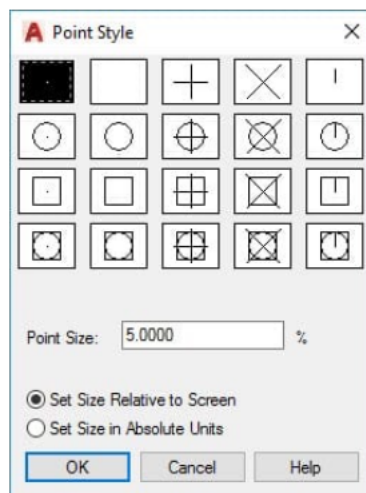 Point Style
Point Size: 5.0000 %
Set Size Relative to Screen
Set Size in Absolute Units
OK Cancel Help